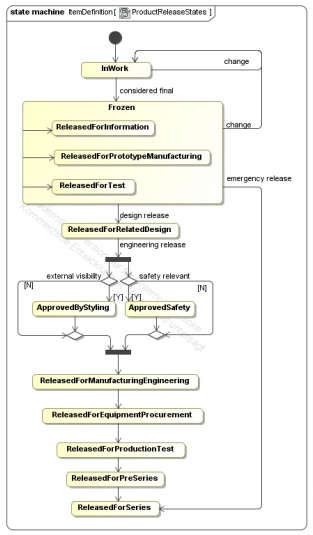 state machine ItemDefinition [ ProductReleaseStates ]
InWork
change
considered final
Frozen
ReleasedForInformation
change
ReleasedForPrototypeManufacturing
emergency release
ReleasedForTest
design release
ReleasedForRelatedDesign
engineering release
external visibility
safety relevant
[N]
[N]
[Y]
[Y]
ApprovedByStyling
ApprovedSafety
ReleasedForManufacturingEngineering
ReleasedForEquipmentProcurement
ReleasedForProductionTest
ReleasedForPreSeries
ReleasedForSeries